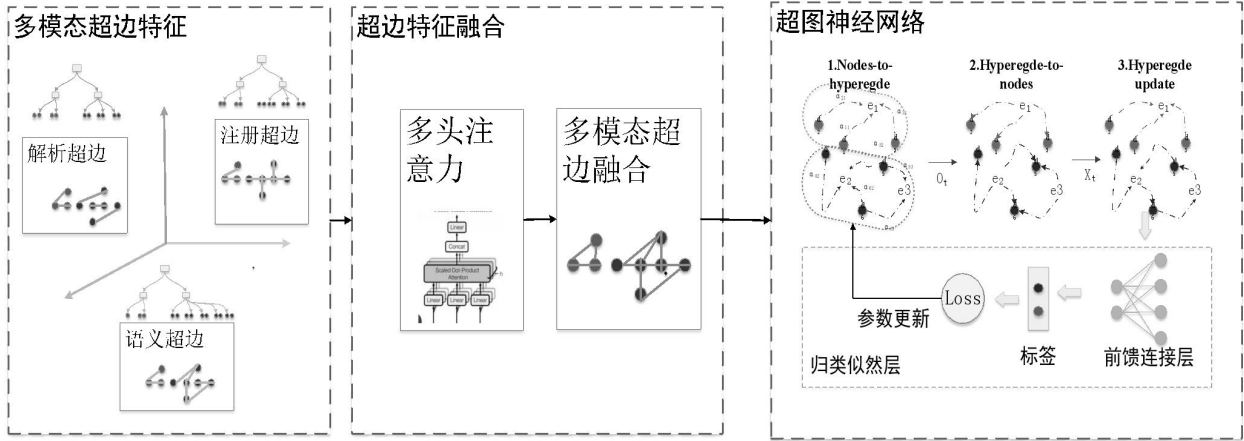 多模态超边特征
解析超边
注册超边
语义超边
超边特征融合
多头注
意力
Linear
Concat
Scaled Dot-Product
Attention
h
Linear
Linear
Linear
多模态超
边融合
超图神经网络
1.Nodes-to-
hyperegde
e1
e2
e3
Ot
2.Hyperegde-to-
nodes
e1
e2
e3
Xt
3.Hyperegde
update
e1
e2
e3
Loss
参数更新
标签
前馈连接层
归类似然层